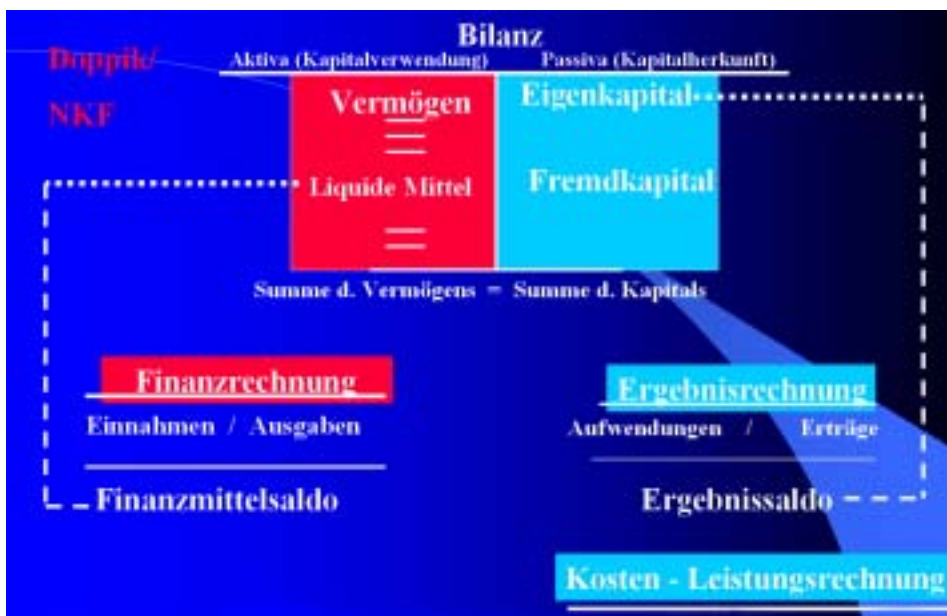 Doppik/
NKF
Bilanz
Aktiva (Kapitalverwendung) Passiva (Kapitalherkunft)
Vermögen Eigenkapital
Liquide Mittel Fremdkapital
Summe d. Vermögens = Summe d. Kapitals
Finanzrechnung Ergebnisrechnung
Einnahmen / Ausgaben Aufwendungen / Erträge
Finanzmittelsaldo Ergebnissaldo
Kosten - Leistungsrechnung